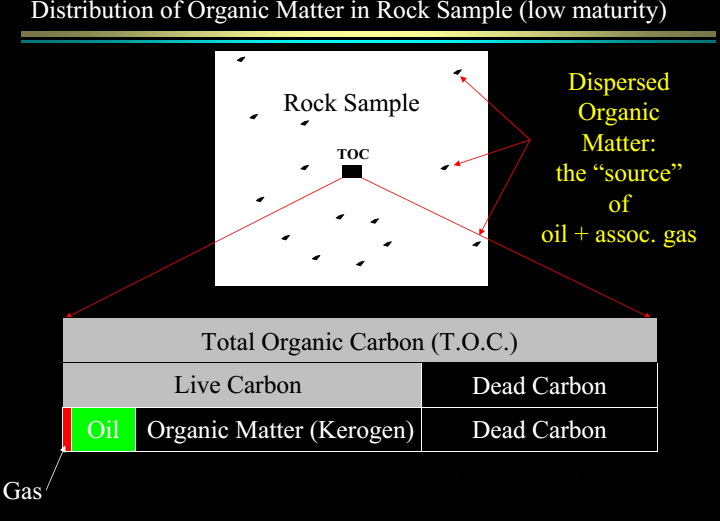 Distribution of Organic Matter in Rock Sample (low maturity)
Rock Sample
TOC
Dispersed
Organic
Matter:
the “source”
of
oil + assoc. gas
Total Organic Carbon (T.O.C.)
Live Carbon
Dead Carbon
Oil
Organic Matter (Kerogen)
Dead Carbon
Gas